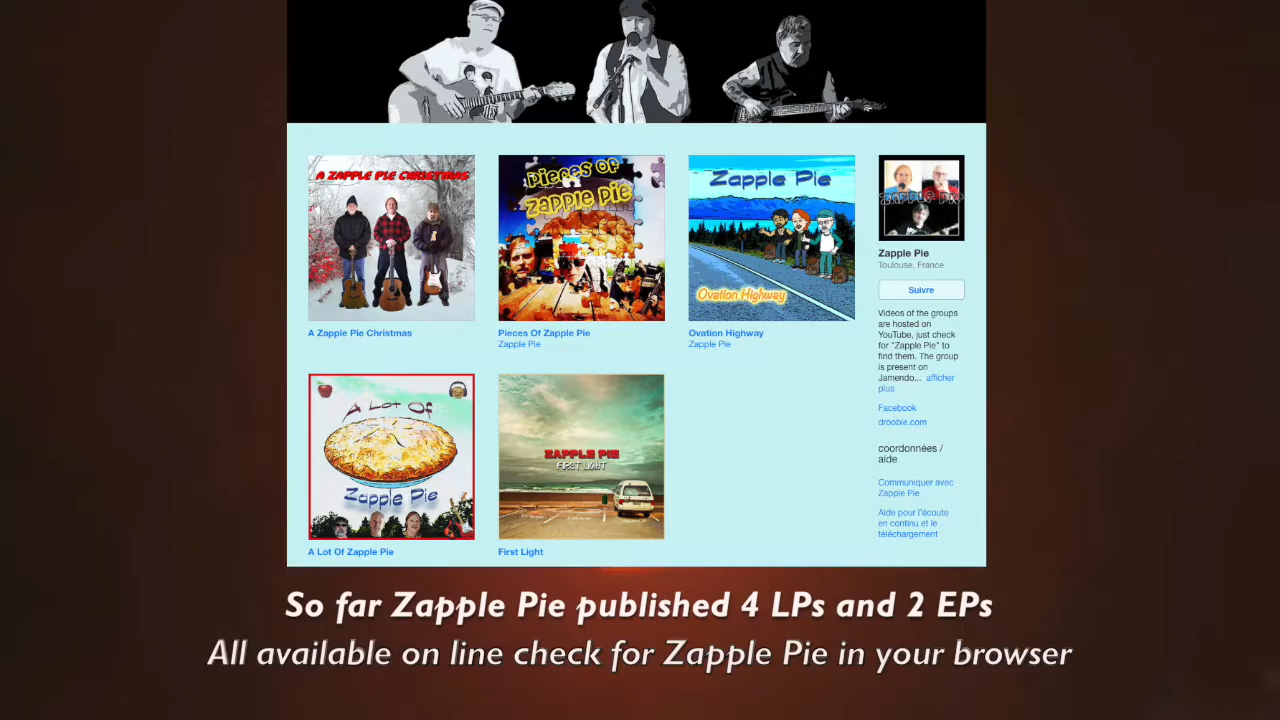 A ZAPPLE PIE CHRISTMAS
A Zapple Pie Christmas
Pieces OF
ZAPPLE PIE
Pieces Of Zapple Pie
Zapple Pie
Zapple Pie
Ovation Highway
Ovation Highway
Zapple Pie
A Lot OF
Zapple Pie
A Lot Of Zapple Pie
ZAPPLE PIE
FIRST LIGHT
First Light
ZAPPLE PIE
Zapple Pie
Toulouse, France
Suivre
Videos of the groups
are hosted on
YouTube, just check
for "Zapple Pie" to
find them. The group
is present on
Jamendo... afficher
plus
Facebook
drooble.com
coordonnées /
aide
Communiquer avec
Zapple Pie
Aide pour l'écoute
en continu et le
téléchargement
So far Zapple Pie published 4 LPs and 2 EPs
All available on line check for Zapple Pie in your browser